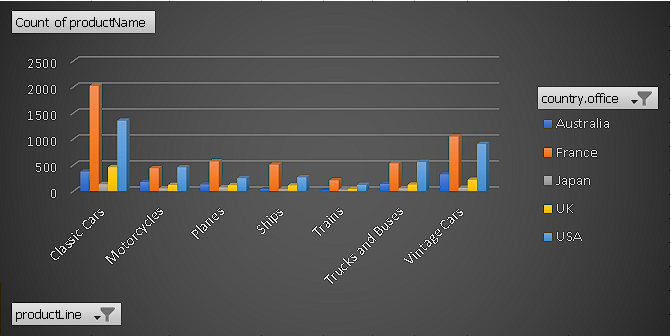 Count of productName
2500
2000
1500
1000
500
0
Classic Cars
Motorcycles
Planes
Ships
Trains
Trucks and Buses
Vintage Cars
country.office
Australia
France
Japan
UK
USA
productLine